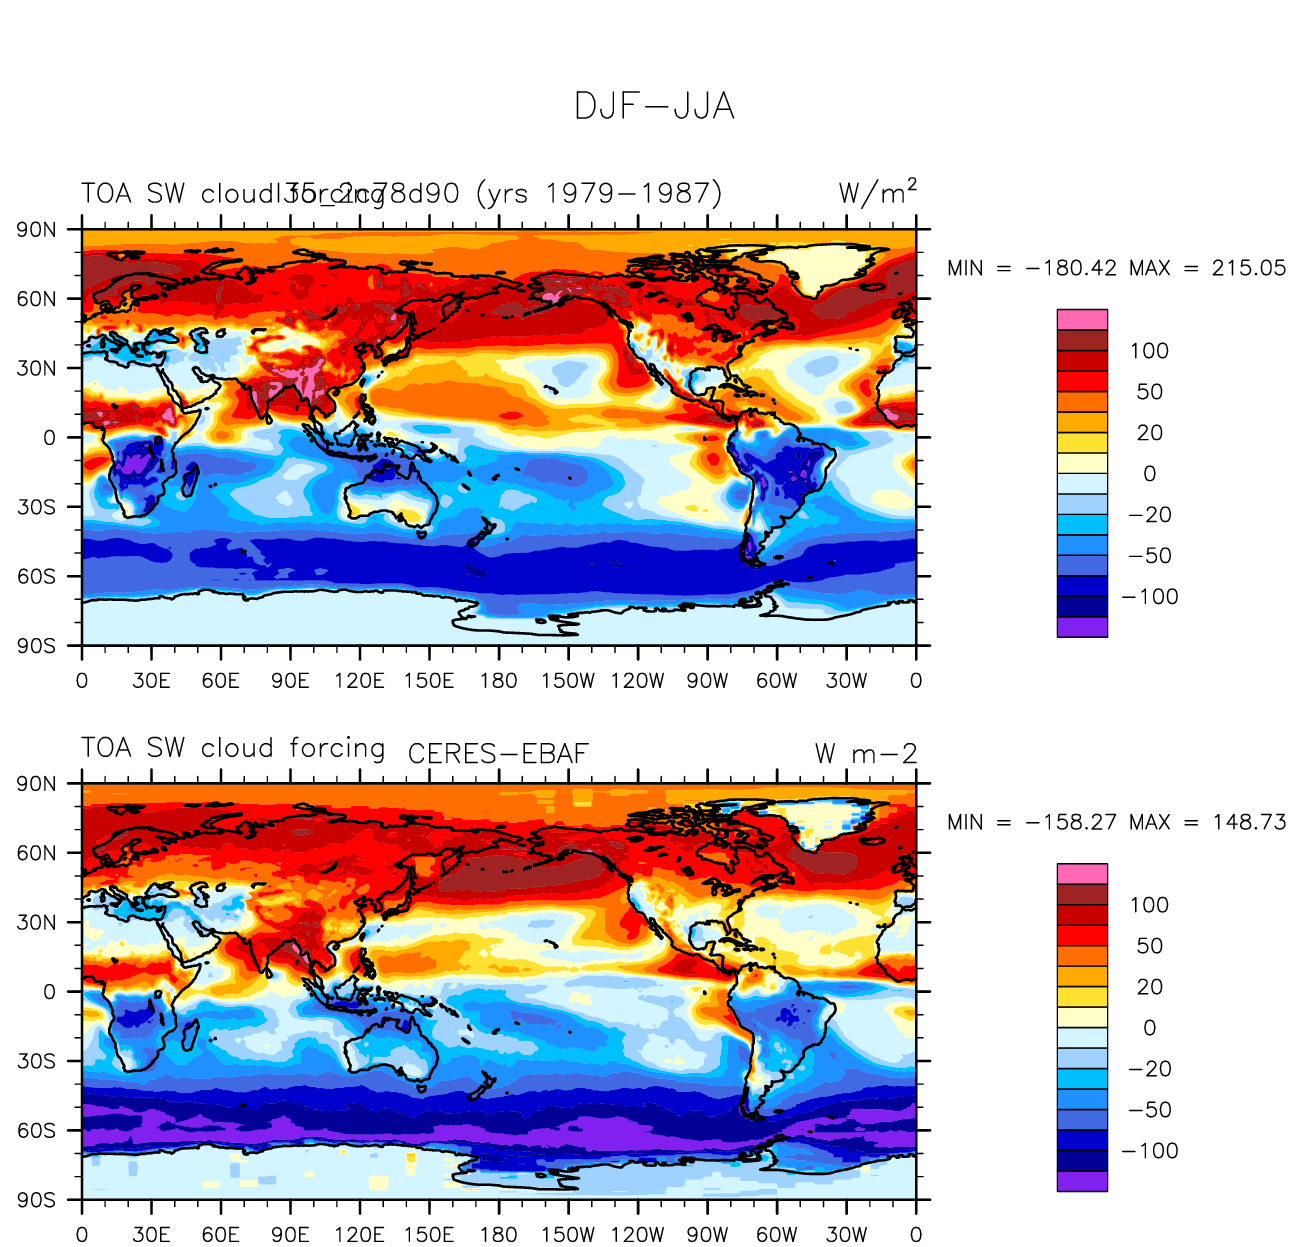 DJF-JJA
TOA SW cloud forcing l35_2c78d90 (yrs 1979-1987) W/m²
90N
60N
30N
0
30S
60S
90S
0 30E 60E 90E 120E 150E 180 150W 120W 90W 60W 30W 0
MIN = -180.42 MAX = 215.05
100
50
20
0
-20
-50
-100
TOA SW cloud forcing CERES-EBAF W m-2
90N
60N
30N
0
30S
60S
90S
0 30E 60E 90E 120E 150E 180 150W 120W 90W 60W 30W 0
MIN = -158.27 MAX = 148.73
100
50
20
0
-20
-50
-100